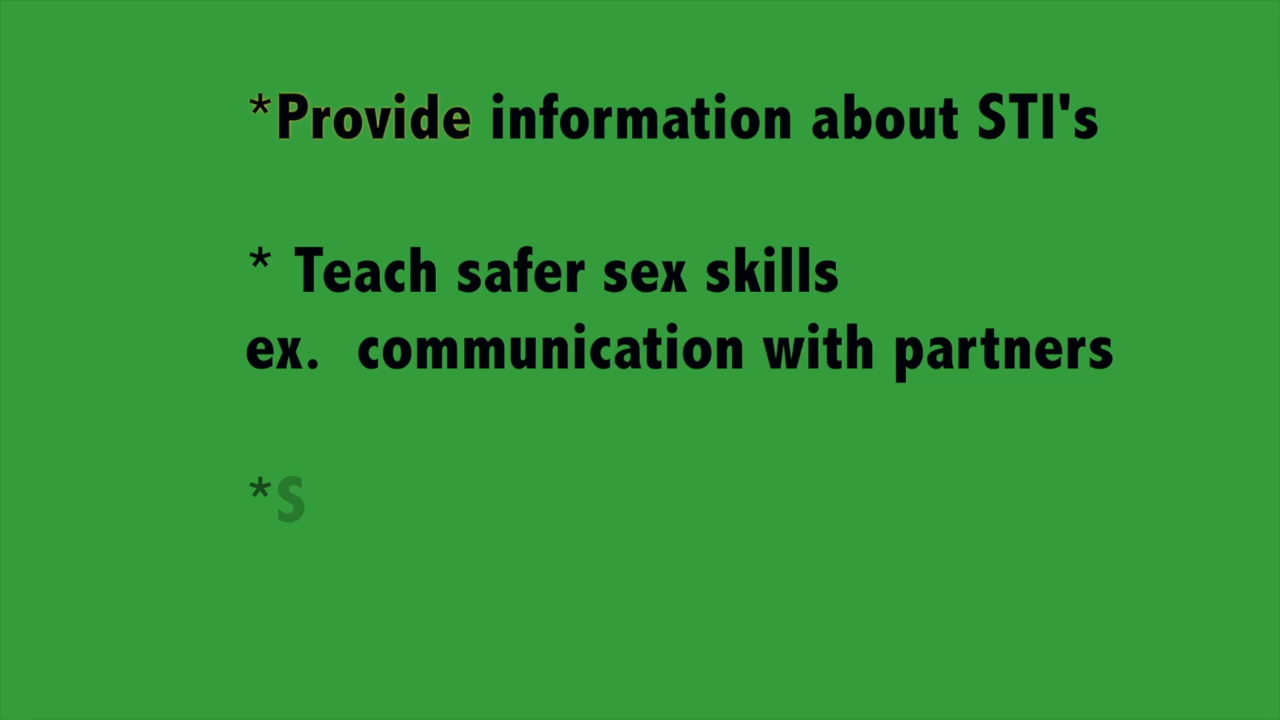 *Provide information about STI's
* Teach safer sex skills
ex. communication with partners
*S